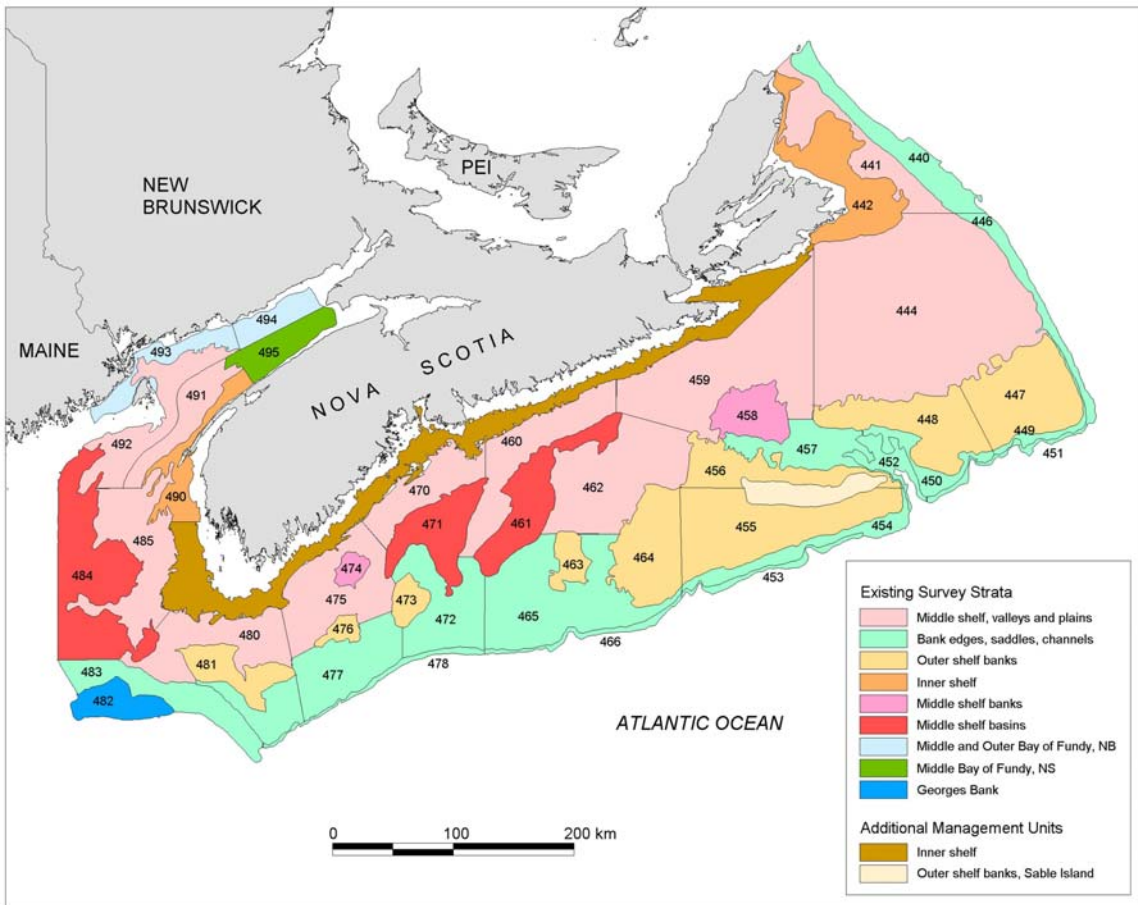 NEW
BRUNSWICK
PEI
MAINE
NOVA SCOTIA
ATLANTIC OCEAN
440
441
442
446
444
447
448
449
451
450
452
457
458
459
456
455
454
453
464
463
462
460
461
465
466
470
471
472
473
474
475
476
477
478
480
481
482
483
484
485
490
491
492
493
494
495
0 100 200 km
Existing Survey Strata
Middle shelf, valleys and plains
Bank edges, saddles, channels
Outer shelf banks
Inner shelf
Middle shelf banks
Middle shelf basins
Middle and Outer Bay of Fundy, NB
Middle Bay of Fundy, NS
Georges Bank
Additional Management Units
Inner shelf
Outer shelf banks, Sable Island